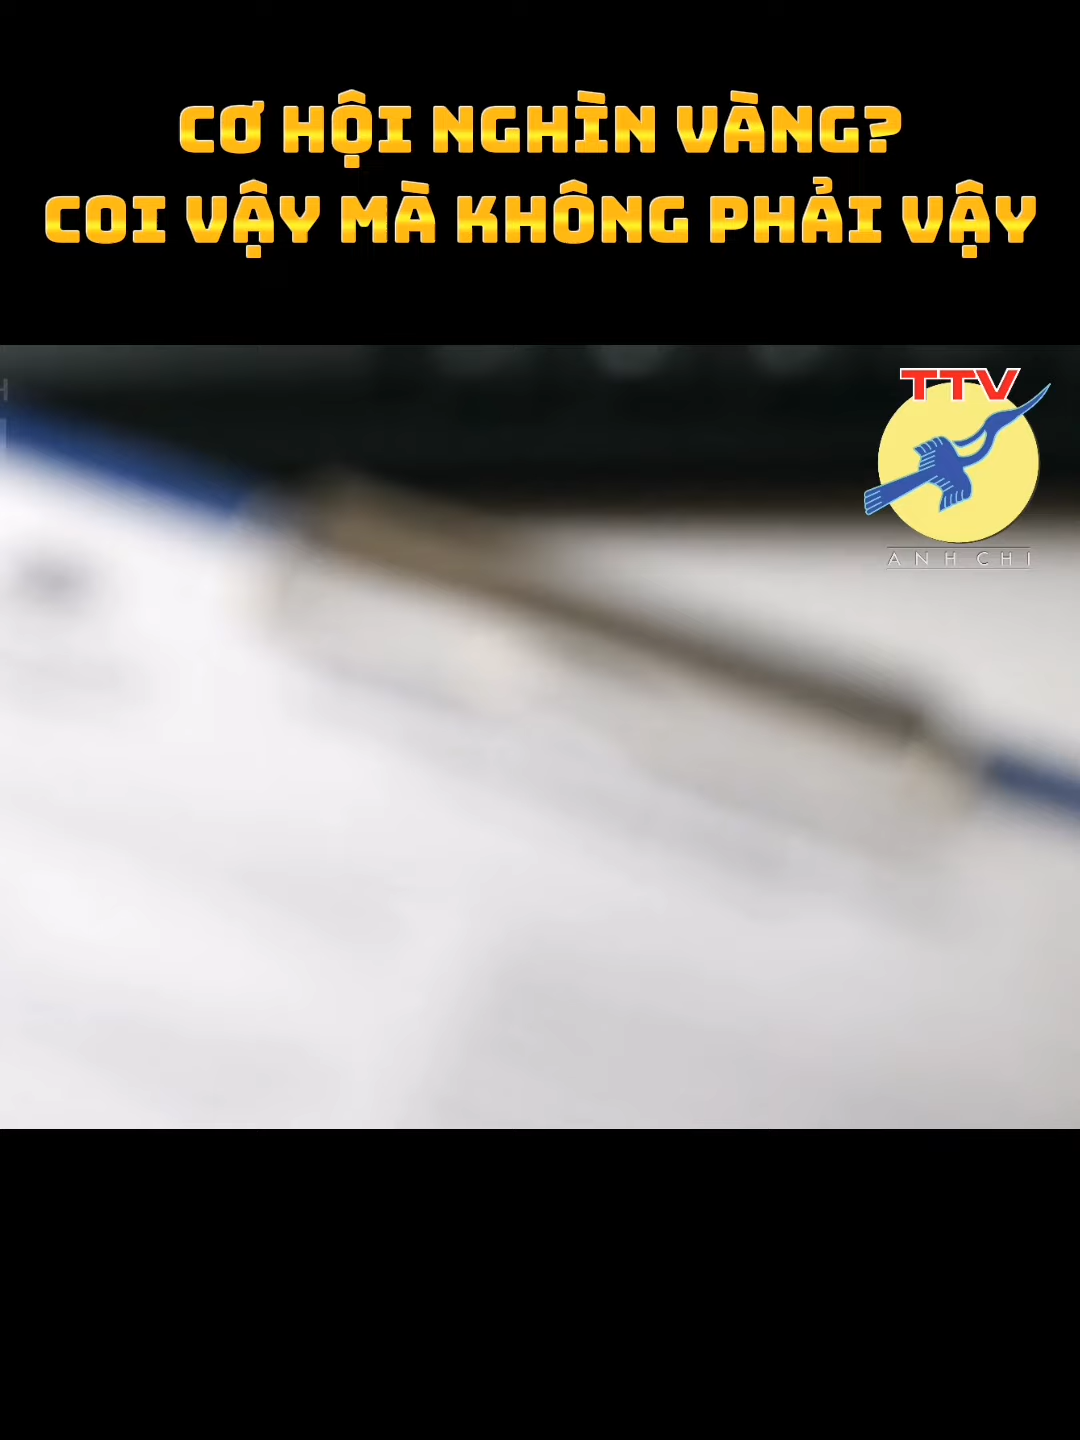 CƠ HỘI NGHÌN VÀNG?
COI VẬY MÀ KHÔNG PHẢI VẬY
TTV
ANH CHI